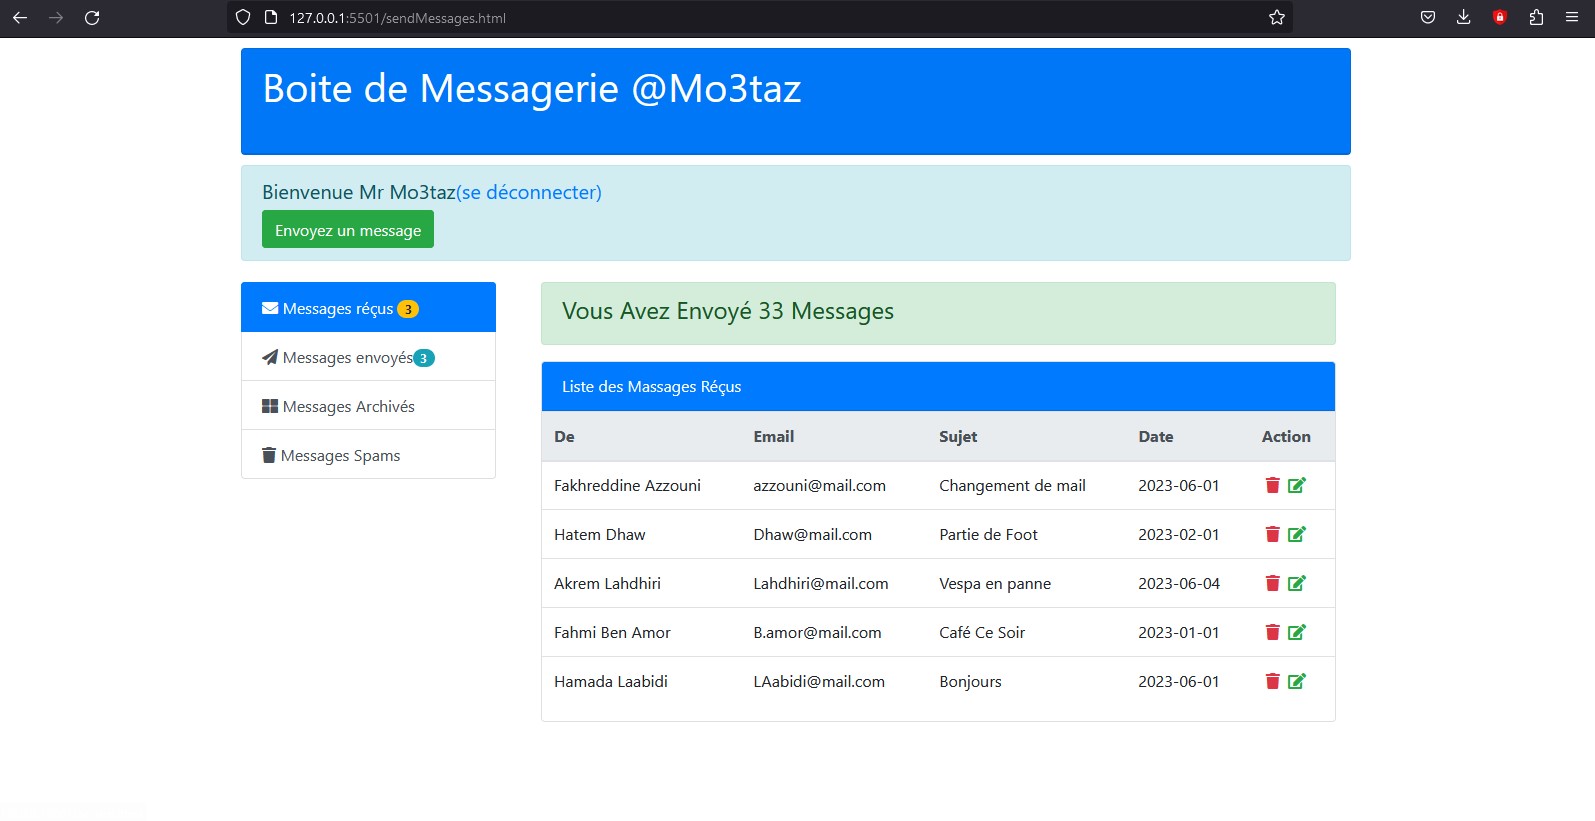 127.0.0.1:5501/sendMessages.html
Boite de Messagerie @Mo3taz
Bienvenue Mr Mo3taz(se déconnecter)
Envoyez un message
Messages réçus 3
Messages envoyés3
Messages Archivés
Messages Spams
Vous Avez Envoyé 33 Messages
Liste des Massages Réçus
De Email Sujet Date Action
Fakhreddine Azzouni azzouni@mail.com Changement de mail 2023-06-01
Hatem Dhaw Dhaw@mail.com Partie de Foot 2023-02-01
Akrem Lahdhiri Lahdhiri@mail.com Vespa en panne 2023-06-04
Fahmi Ben Amor B.amor@mail.com Café Ce Soir 2023-01-01
Hamada Laabidi LAabidi@mail.com Bonjours 2023-06-01